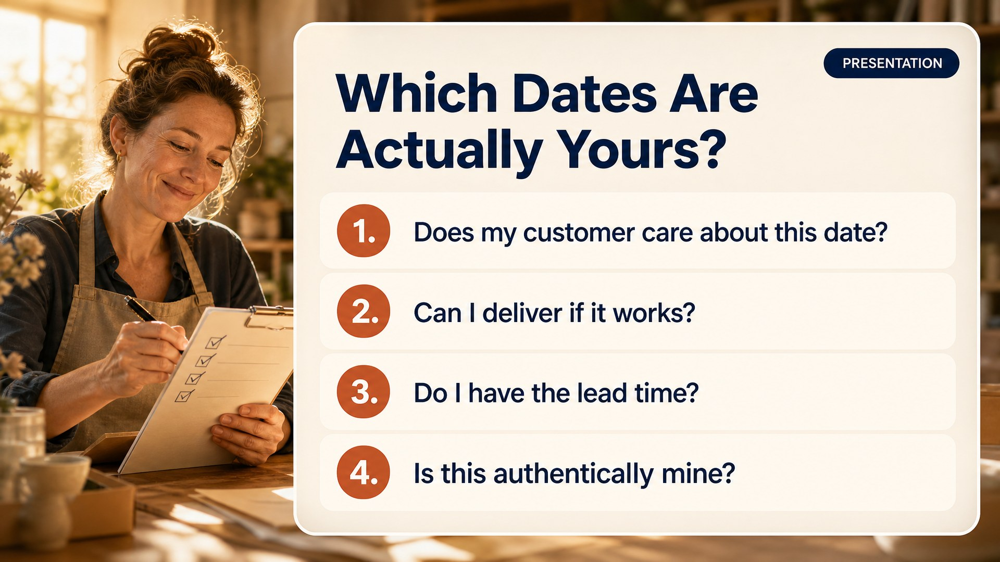 PRESENTATION
Which Dates Are
Actually Yours?
1. Does my customer care about this date?
2. Can I deliver if it works?
3. Do I have the lead time?
4. Is this authentically mine?